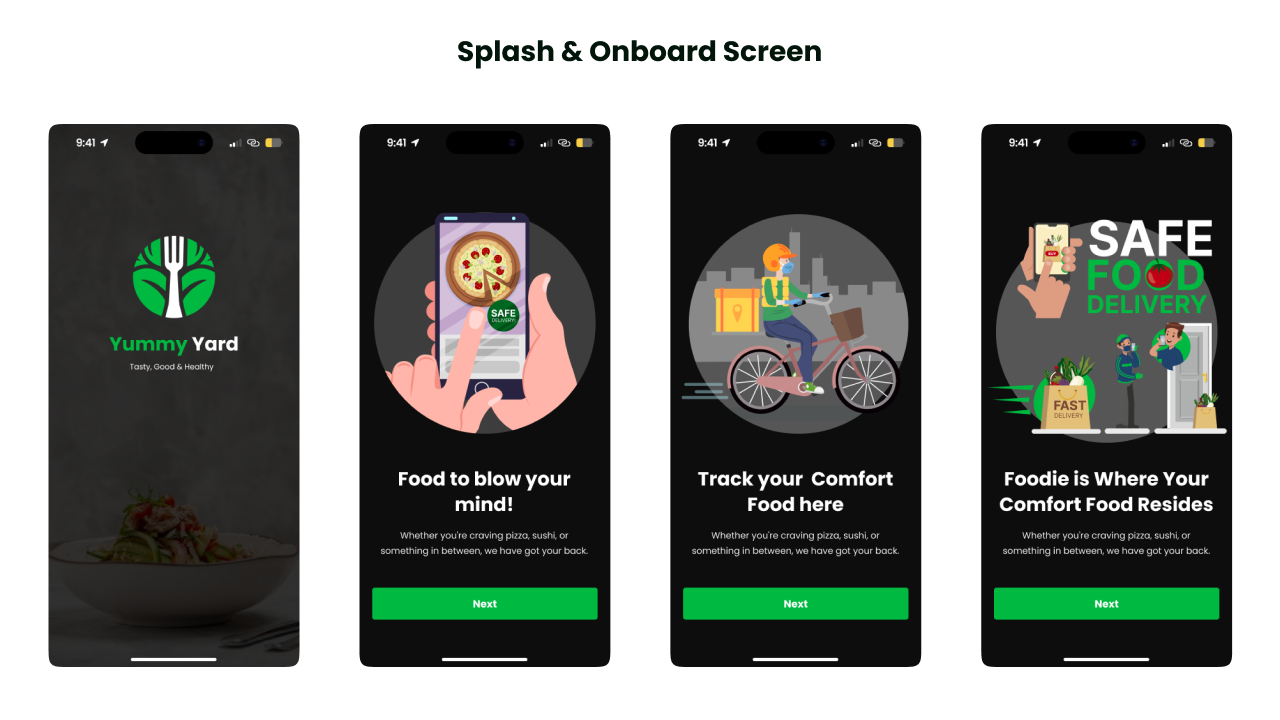 Splash & Onboard Screen
9:41
Yummy Yard
Tasty, Good & Healthy
9:41
SAFE
DELIVERY!
Food to blow your
mind!
Whether you're craving pizza, sushi, or
something in between, we have got your back.
Next
9:41
Track your  Comfort
Food here
Whether you're craving pizza, sushi, or
something in between, we have got your back.
Next
9:41
SAFE
FOOD
DELIVERY
FAST
DELIVERY
Foodie is Where Your
Comfort Food Resides
Whether you're craving pizza, sushi, or
something in between, we have got your back.
Next